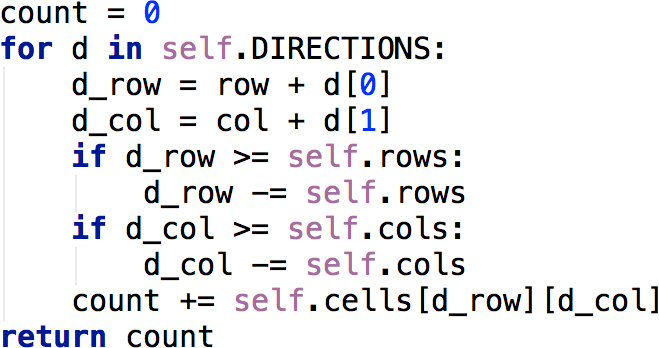 count = 0
for d in self.DIRECTIONS:
    d_row = row + d[0]
    d_col = col + d[1]
    if d_row >= self.rows:
        d_row -= self.rows
    if d_col >= self.cols:
        d_col -= self.cols
    count += self.cells[d_row][d_col]
return count